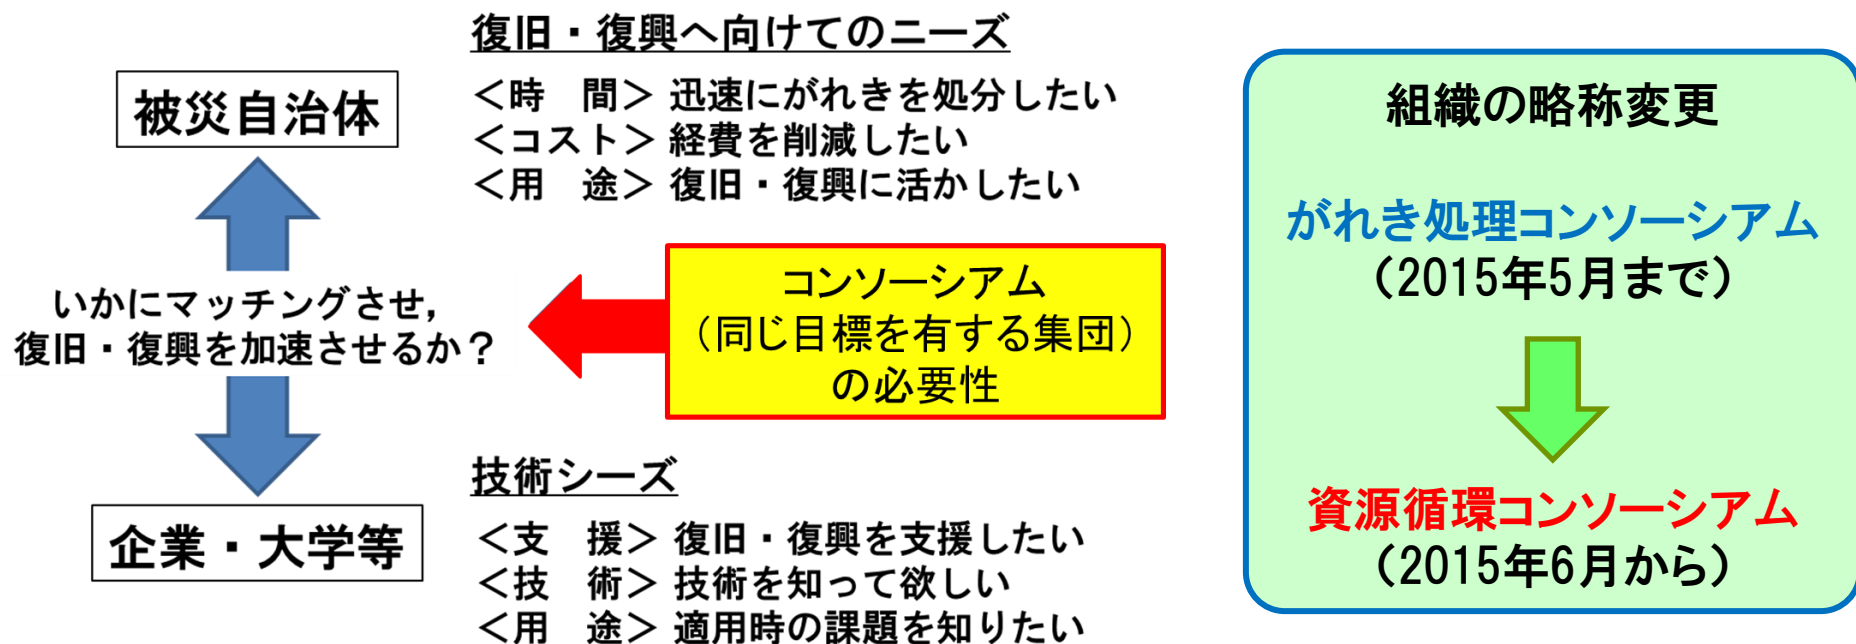 復旧・復興へ向けてのニーズ
被災自治体
＜時　間＞ 迅速にがれきを処分したい
＜コスト＞ 経費を削減したい
＜用　途＞ 復旧・復興に活かしたい
いかにマッチングさせ，
復旧・復興を加速させるか？
コンソーシアム
（同じ目標を有する集団）
の必要性
技術シーズ
企業・大学等
＜支　援＞ 復旧・復興を支援したい
＜技　術＞ 技術を知って欲しい
＜用　途＞ 適用時の課題を知りたい
組織の略称変更
がれき処理コンソーシアム
（2015年5月まで）
資源循環コンソーシアム
（2015年6月から）